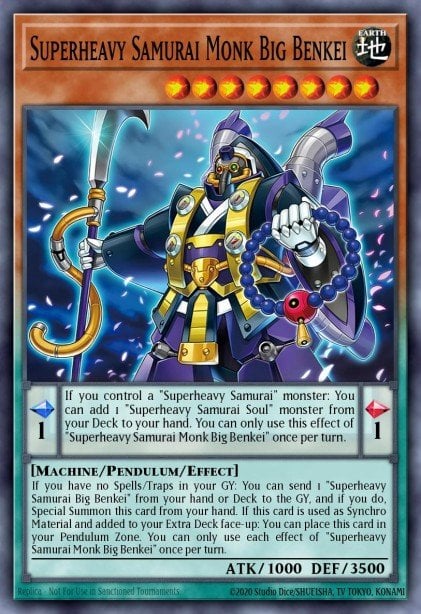 Superheavy Samurai Monk Big Benkei
EARTH
地
If you control a "Superheavy Samurai" monster: You
can add 1 "Superheavy Samurai Soul" monster from
your Deck to your hand. You can only use this effect of
"Superheavy Samurai Monk Big Benkei" once per turn.
1
1
[Machine/Pendulum/Effect]
If you have no Spells/Traps in your GY: You can send 1 "Superheavy
Samurai Big Benkei" from your hand or Deck to the GY, and if you do,
Special Summon this card from your hand. If this card is used as Synchro
Material and added to your Extra Deck face-up: You can place this card in
your Pendulum Zone. You can only use each effect of "Superheavy
Samurai Monk Big Benkei" once per turn.
ATK/1000 DEF/3500
Replica - Not For Use in Sanctioned Tournaments
©2020 Studio Dice/SHUEISHA, TV TOKYO, KONAMI